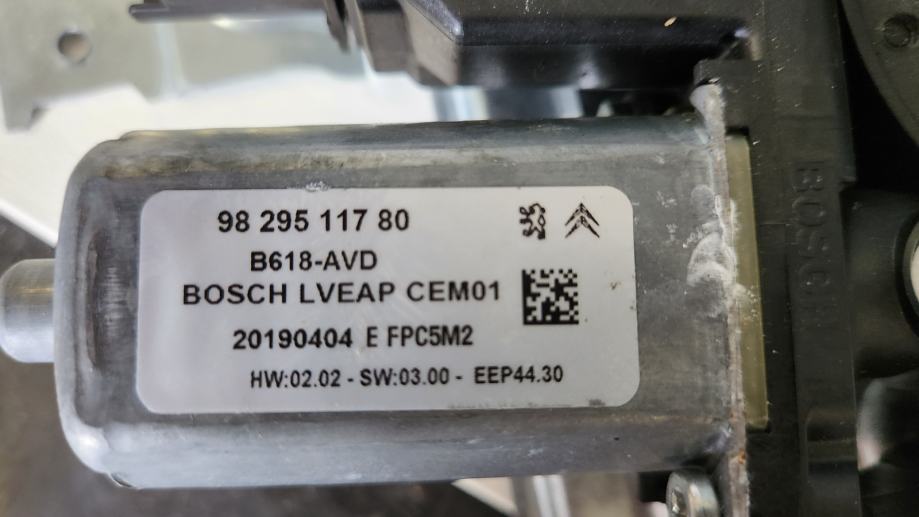 98 295 117 80
B618-AVD
BOSCH LVEAP CEM01
20190404 E FPC5M2
HW:02.02 - SW:03.00 - EEP44.30
BOSCH